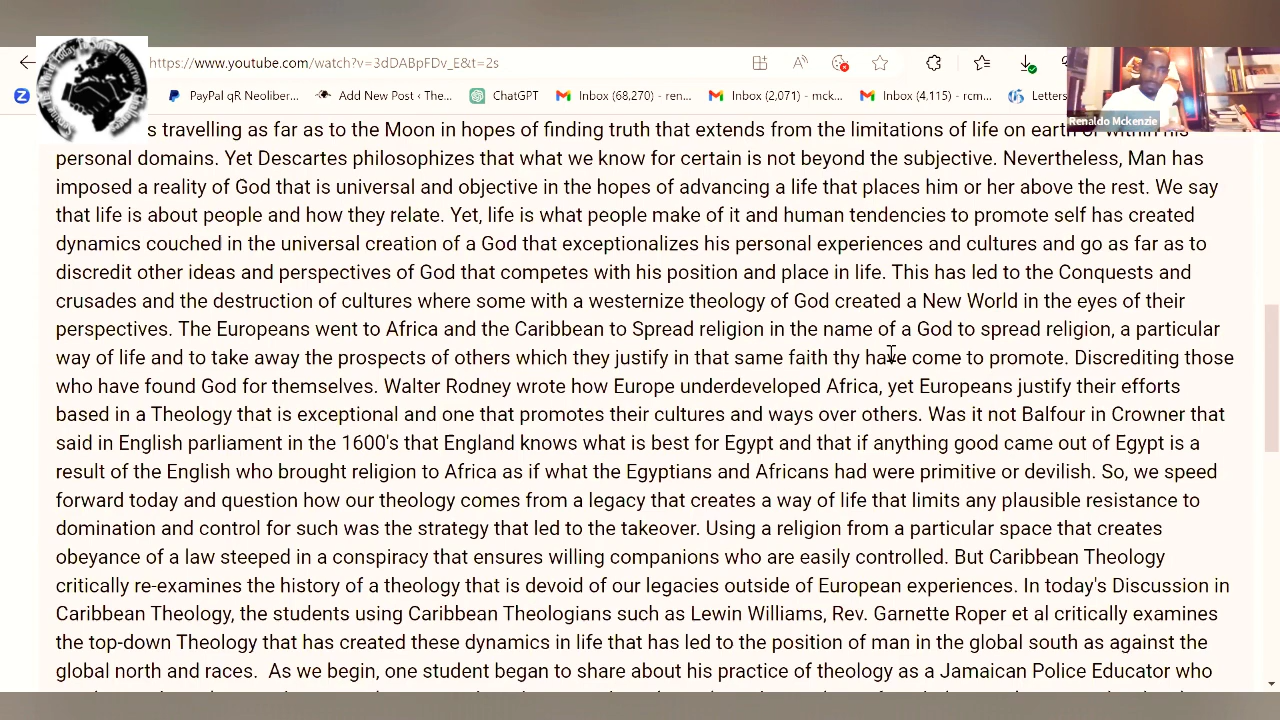 https://www.youtube.com/watch?v=3dDABpFDv_E&t=2s
PayPal qR Neoliber... Add New Post ‹ The... ChatGPT Inbox (68,270) - ren... Inbox (2,071) - mck... Inbox (4,115) - rcm... Letters
Renaldo Mckenzie
s travelling as far as to the Moon in hopes of finding truth that extends from the limitations of life on earth or within his
personal domains. Yet Descartes philosophizes that what we know for certain is not beyond the subjective. Nevertheless, Man has
imposed a reality of God that is universal and objective in the hopes of advancing a life that places him or her above the rest. We say
that life is about people and how they relate. Yet, life is what people make of it and human tendencies to promote self has created
dynamics couched in the universal creation of a God that exceptionalizes his personal experiences and cultures and go as far as to
discredit other ideas and perspectives of God that competes with his position and place in life. This has led to the Conquests and
crusades and the destruction of cultures where some with a westernize theology of God created a New World in the eyes of their
perspectives. The Europeans went to Africa and the Caribbean to Spread religion in the name of a God to spread religion, a particular
way of life and to take away the prospects of others which they justify in that same faith thy have come to promote. Discrediting those
who have found God for themselves. Walter Rodney wrote how Europe underdeveloped Africa, yet Europeans justify their efforts
based in a Theology that is exceptional and one that promotes their cultures and ways over others. Was it not Balfour in Crowner that
said in English parliament in the 1600's that England knows what is best for Egypt and that if anything good came out of Egypt is a
result of the English who brought religion to Africa as if what the Egyptians and Africans had were primitive or devilish. So, we speed
forward today and question how our theology comes from a legacy that creates a way of life that limits any plausible resistance to
domination and control for such was the strategy that led to the takeover. Using a religion from a particular space that creates
obeyance of a law steeped in a conspiracy that ensures willing companions who are easily controlled. But Caribbean Theology
critically re-examines the history of a theology that is devoid of our legacies outside of European experiences. In today's Discussion in
Caribbean Theology, the students using Caribbean Theologians such as Lewin Williams, Rev. Garnette Roper et al critically examines
the top-down Theology that has created these dynamics in life that has led to the position of man in the global south as against the
global north and races. As we begin, one student began to share about his practice of theology as a Jamaican Police Educator who